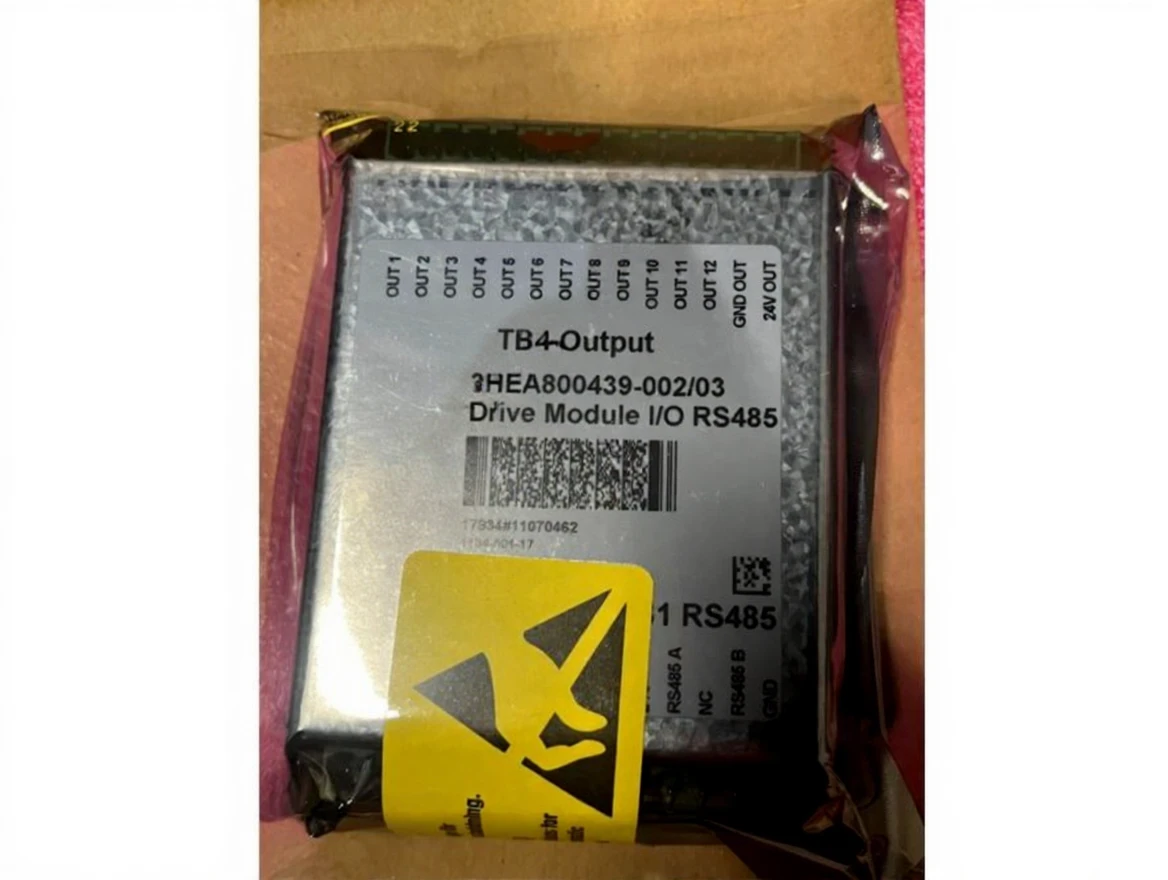 22
OUT 1 OUT 2 OUT 3 OUT 4 OUT 5 OUT 6 OUT 7 OUT 8 OUT 9 OUT 10 OUT 11 OUT 12 GND OUT 24V OUT
TB4-Output
3HEA800439-002/03
Drive Module I/O RS485
17934#11070462
RS485
RS485 A NC RS485 B GND